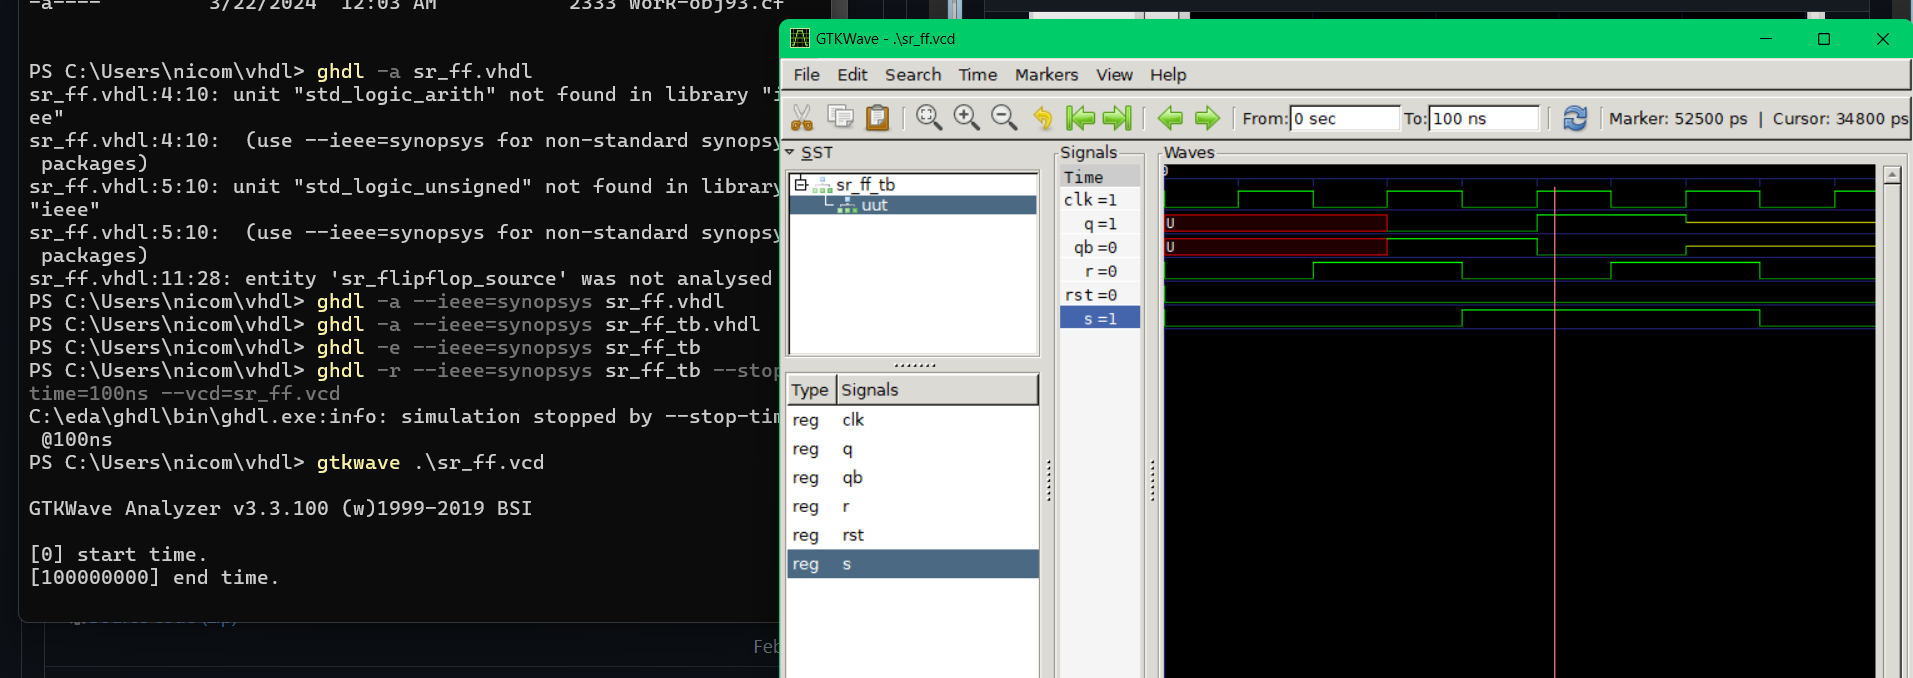 -a----         3/22/2024  12:03 AM           2333 work-obj93.cf
PS C:\Users\nicom\vhdl> ghdl -a sr_ff.vhdl
sr_ff.vhdl:4:10: unit "std_logic_arith" not found in library "i
ee"
sr_ff.vhdl:4:10:  (use --ieee=synopsys for non-standard synopsy
 packages)
sr_ff.vhdl:5:10: unit "std_logic_unsigned" not found in library
"ieee"
sr_ff.vhdl:5:10:  (use --ieee=synopsys for non-standard synopsy
 packages)
sr_ff.vhdl:11:28: entity 'sr_flipflop_source' was not analysed
PS C:\Users\nicom\vhdl> ghdl -a --ieee=synopsys sr_ff.vhdl
PS C:\Users\nicom\vhdl> ghdl -a --ieee=synopsys sr_ff_tb.vhdl
PS C:\Users\nicom\vhdl> ghdl -e --ieee=synopsys sr_ff_tb
PS C:\Users\nicom\vhdl> ghdl -r --ieee=synopsys sr_ff_tb --stop
time=100ns --vcd=sr_ff.vcd
C:\eda\ghdl\bin\ghdl.exe:info: simulation stopped by --stop-tim
 @100ns
PS C:\Users\nicom\vhdl> gtkwave .\sr_ff.vcd
GTKWave Analyzer v3.3.100 (w)1999-2019 BSI
[0] start time.
[100000000] end time.
Feb
GTKWave - .\sr_ff.vcd
File Edit Search Time Markers View Help
From: 0 sec To: 100 ns Marker: 52500 ps | Cursor: 34800 ps
SST
sr_ff_tb
uut
Type Signals
reg clk
reg q
reg qb
reg r
reg rst
reg s
Signals
Time
clk =1
q =1
qb =0
r =0
rst =0
s =1
Waves
0
U
U